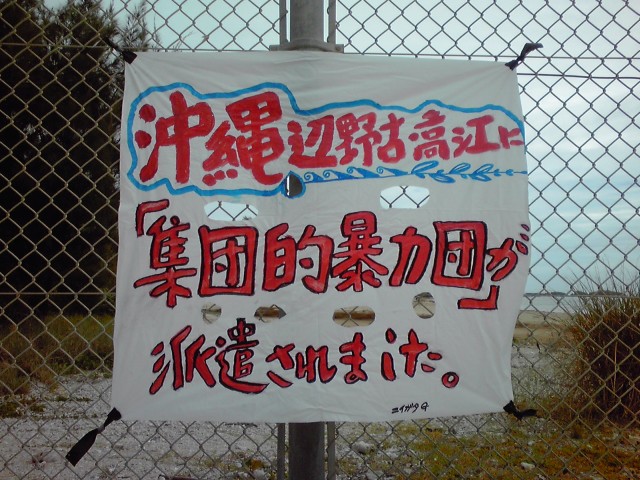 沖縄辺野古高江に
「集団的暴力団が」
派遣されました。